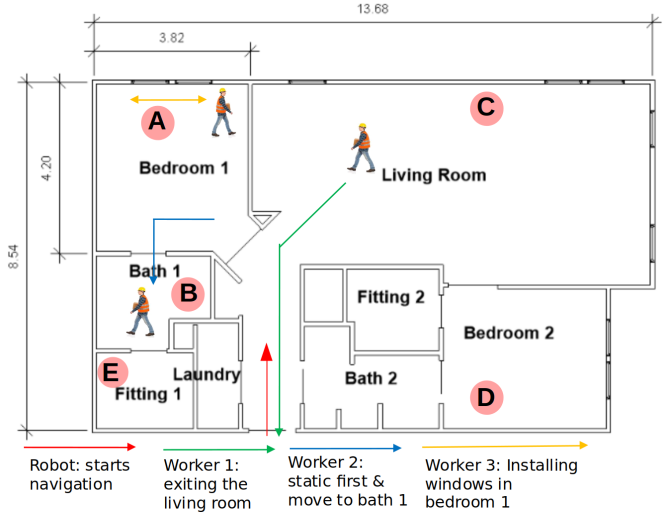 13.68
3.82
A
C
Bedroom 1
Living Room
4.20
8.54
Bath 1
B
Fitting 2
Bedroom 2
E
Laundry
Fitting 1
Bath 2
D
Robot: starts
navigation
Worker 1:
exiting the
living room
Worker 2:
static first &
move to bath 1
Worker 3: Installing
windows in
bedroom 1